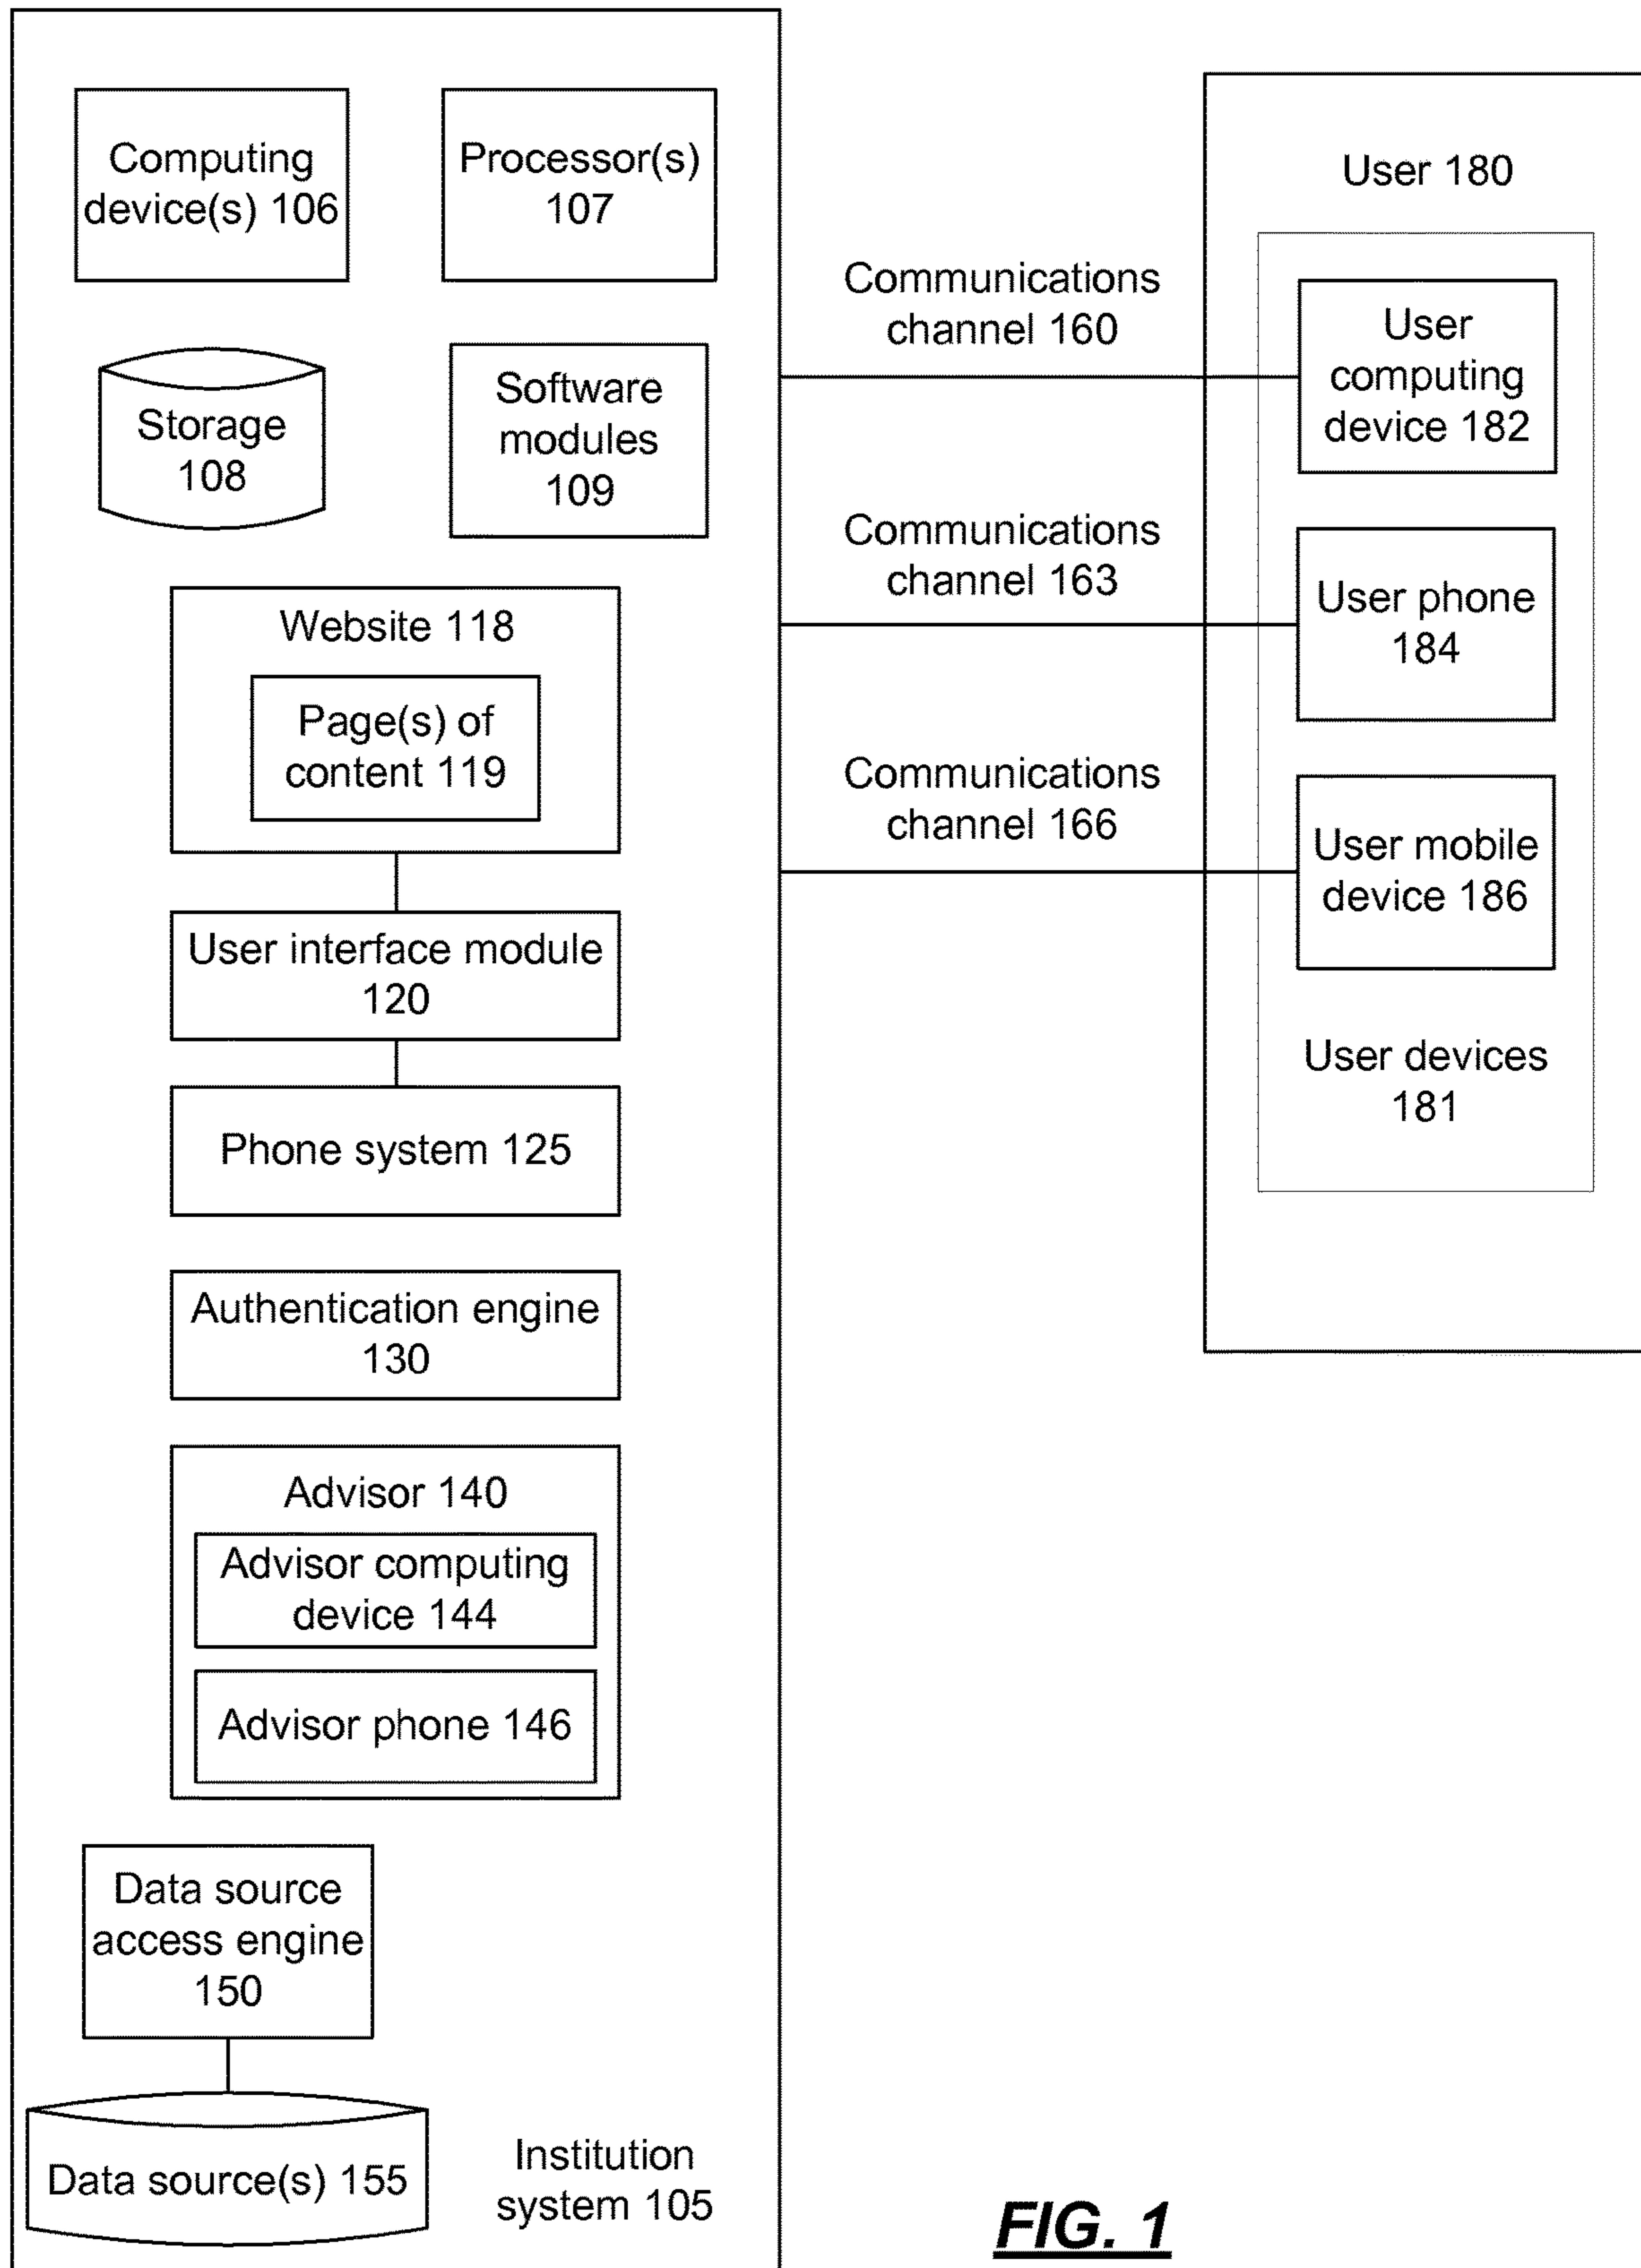 Computing
device(s) 106
Processor(s)
107
Storage
108
Software
modules
109
Website 118
Page(s) of
content 119
User interface module
120
Phone system 125
Authentication engine
130
Advisor 140
Advisor computing
device 144
Advisor phone 146
Data source
access engine
150
Data source(s) 155
Institution
system 105
Communications
channel 160
Communications
channel 163
Communications
channel 166
User 180
User
computing
device 182
User phone
184
User mobile
device 186
User devices
181
FIG. 1